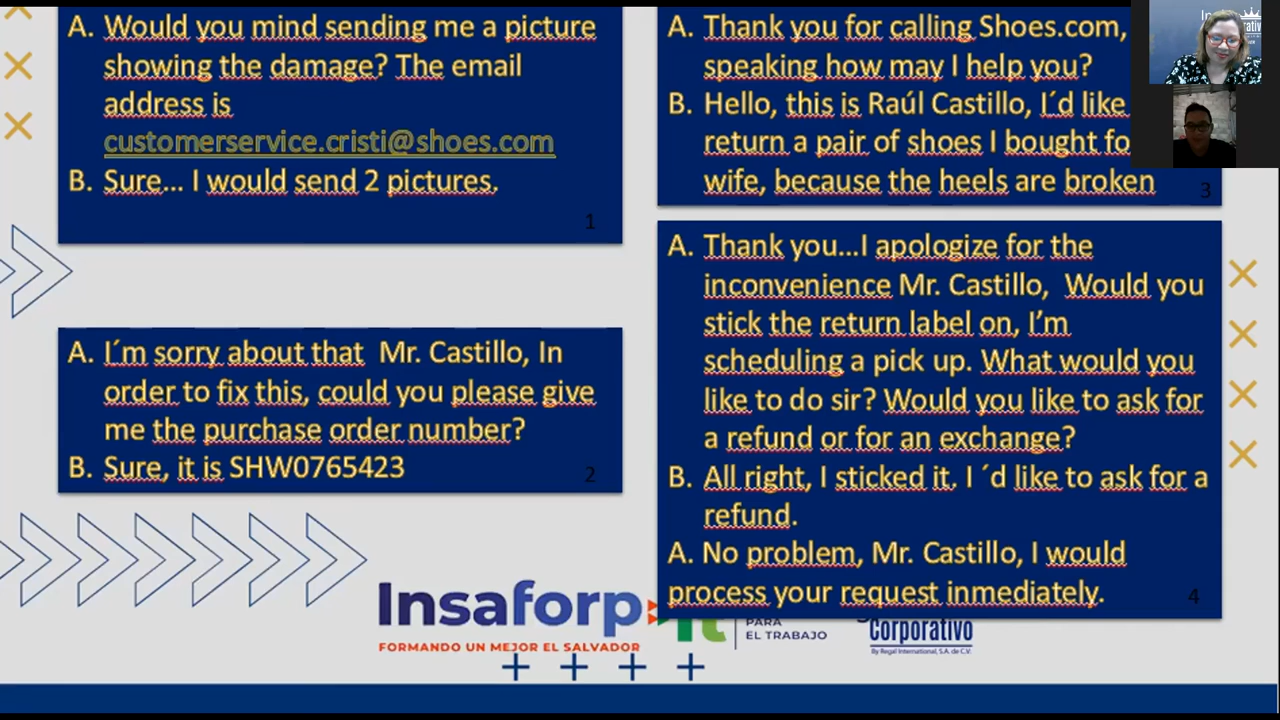 A. Would you mind sending me a picture
showing the damage? The email
address is
customerservice.cristi@shoes.com
B. Sure... I would send 2 pictures.
1
A. I´m sorry about that Mr. Castillo, In
order to fix this, could you please give
me the purchase order number?
B. Sure, it is SHW0765423
2
A. Thank you for calling Shoes.com,
speaking how may I help you?
B. Hello, this is Raúl Castillo, I´d like
return a pair of shoes I bought fo
wife, because the heels are broken
3
A. Thank you...I apologize for the
inconvenience Mr. Castillo, Would you
stick the return label on, I’m
scheduling a pick up. What would you
like to do sir? Would you like to ask for
a refund or for an exchange?
B. All right, I sticked it. I ´d like to ask for a
refund.
A. No problem, Mr. Castillo, I would
process your request inmediately.
4
Insaforp
FORMANDO UN MEJOR EL SALVADOR
PARA
EL TRABAJO
Corporativo
By Regal International, S.A. de C.V.